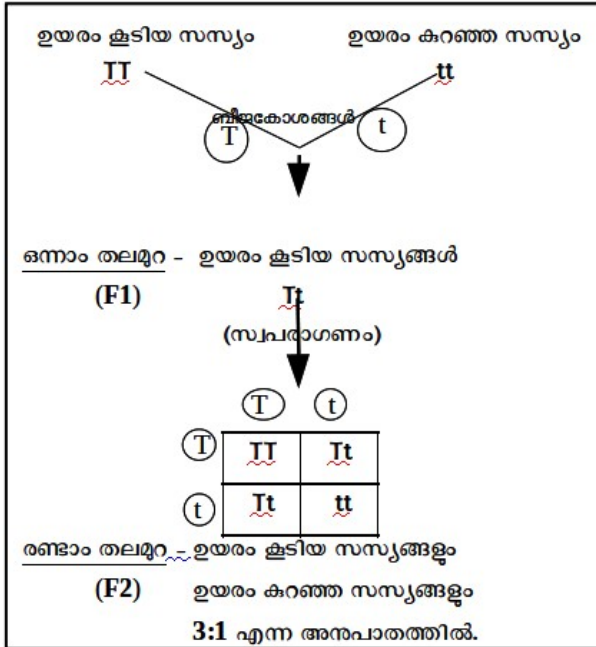 ഉയരം കൂടിയ സസ്യം ഉയരം കുറഞ്ഞ സസ്യം
TT tt
ബീജകോശങ്ങൾ
T t
ഒന്നാം തലമുറ - ഉയരം കൂടിയ സസ്യങ്ങൾ
(F1) Tt
(സ്വപരാഗണം)
T t
T TT Tt
t Tt tt
രണ്ടാം തലമുറ - ഉയരം കൂടിയ സസ്യങ്ങളും
(F2) ഉയരം കുറഞ്ഞ സസ്യങ്ങളും
3:1 എന്ന അനുപാതത്തിൽ.